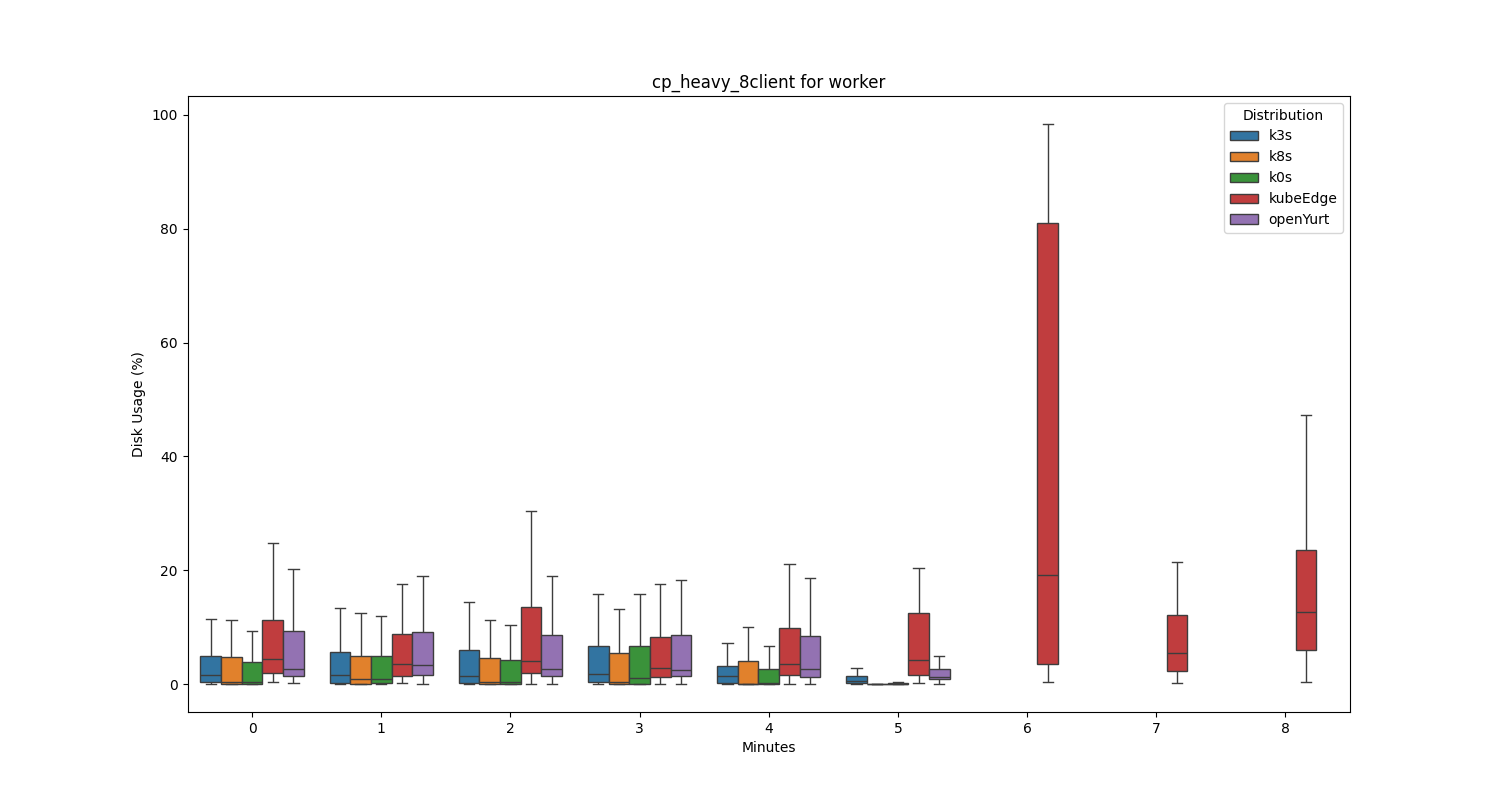 cp_heavy_8client for worker
Disk Usage (%)
100
80
60
40
20
0
0 1 2 3 4 5 6 7 8
Minutes
Distribution
k3s
k8s
k0s
kubeEdge
openYurt